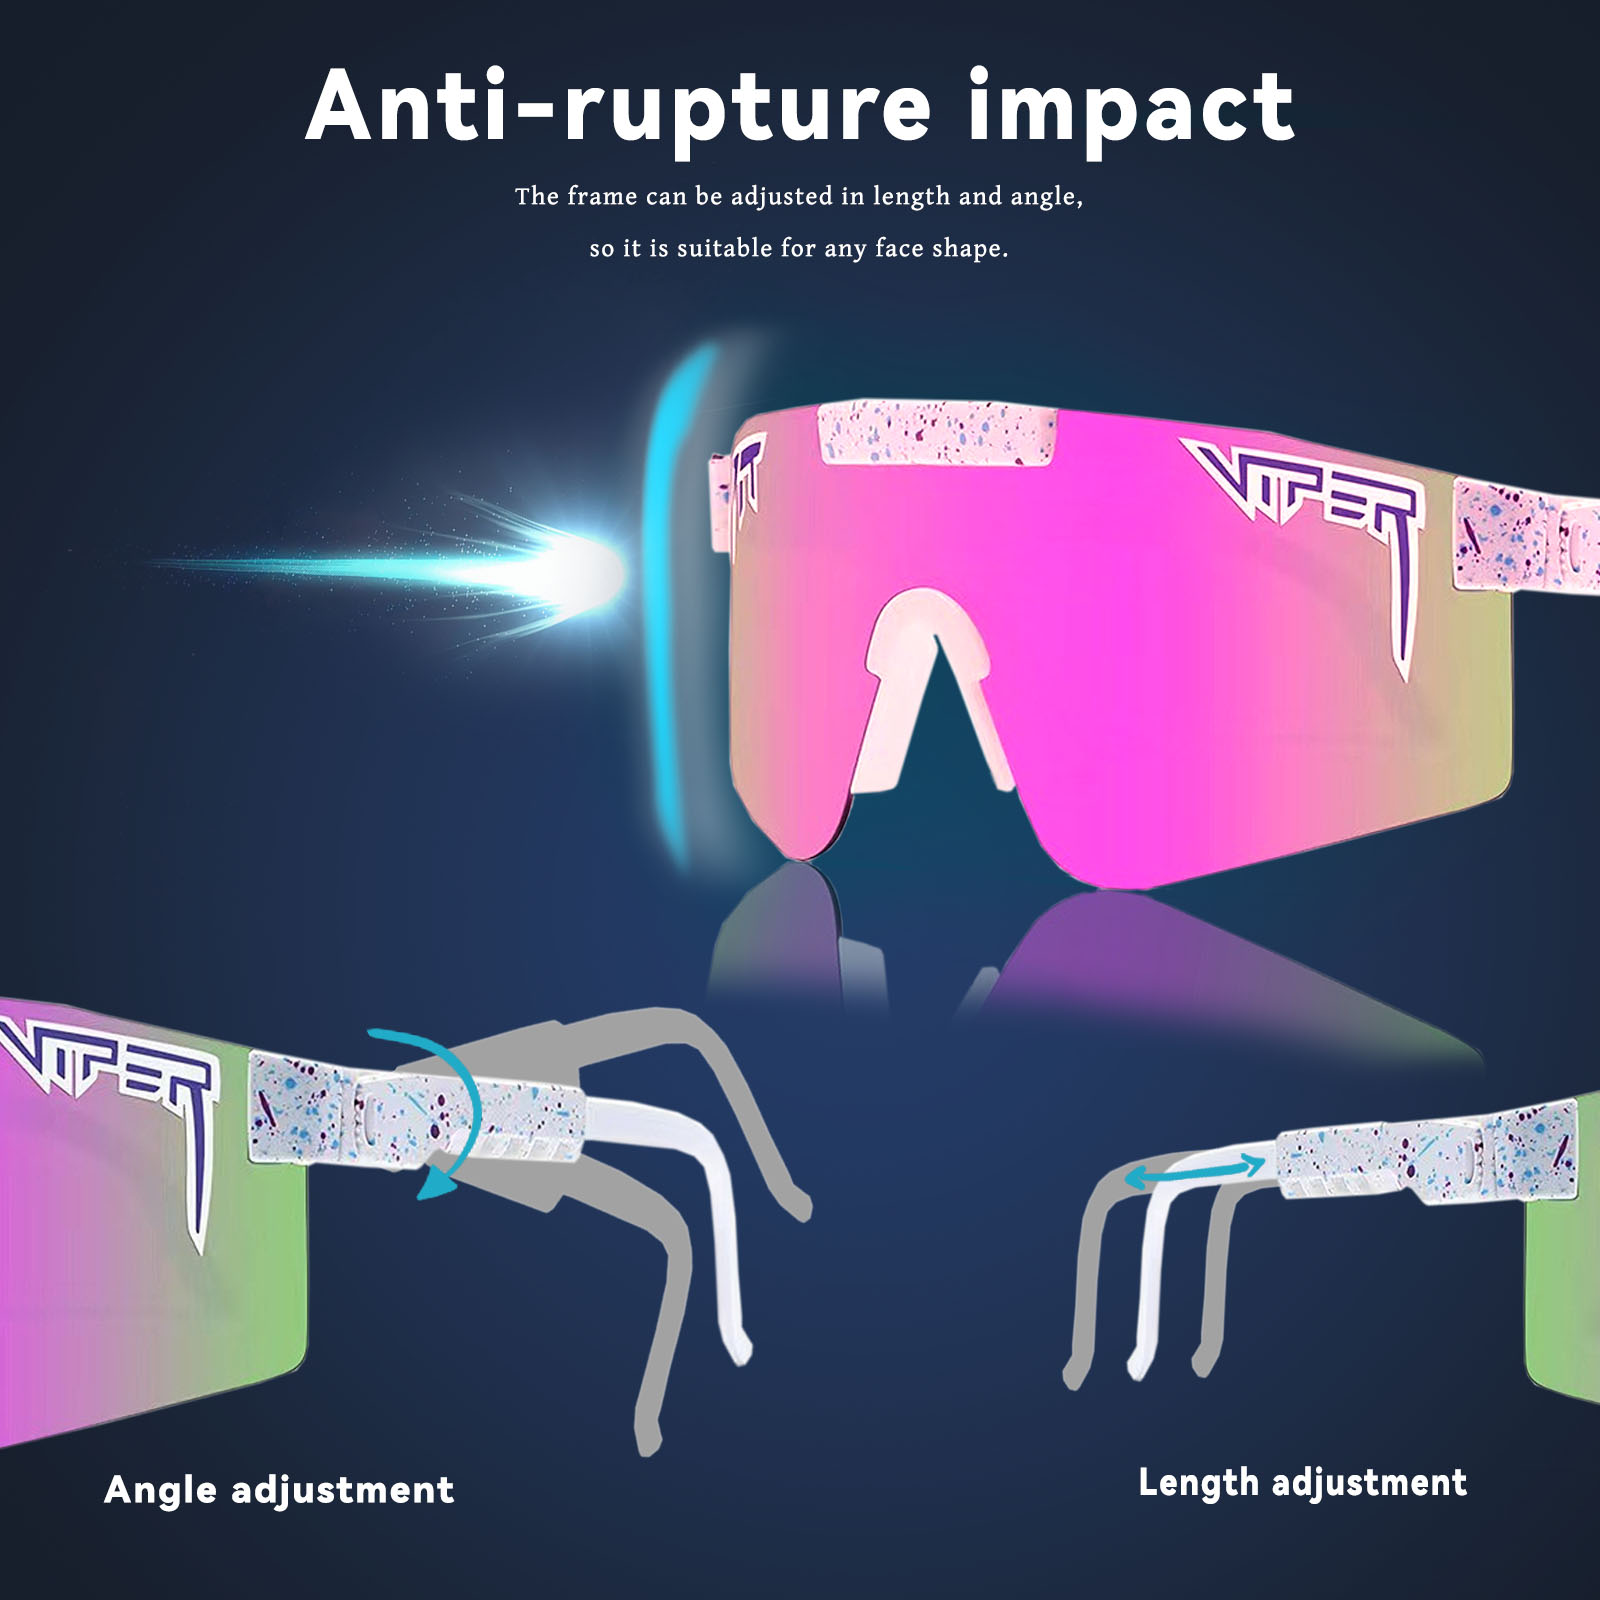 Anti-rupture impact
The frame can be adjusted in length and angle,
so it is suitable for any face shape.
VIPER
VIPER
Angle adjustment
Length adjustment